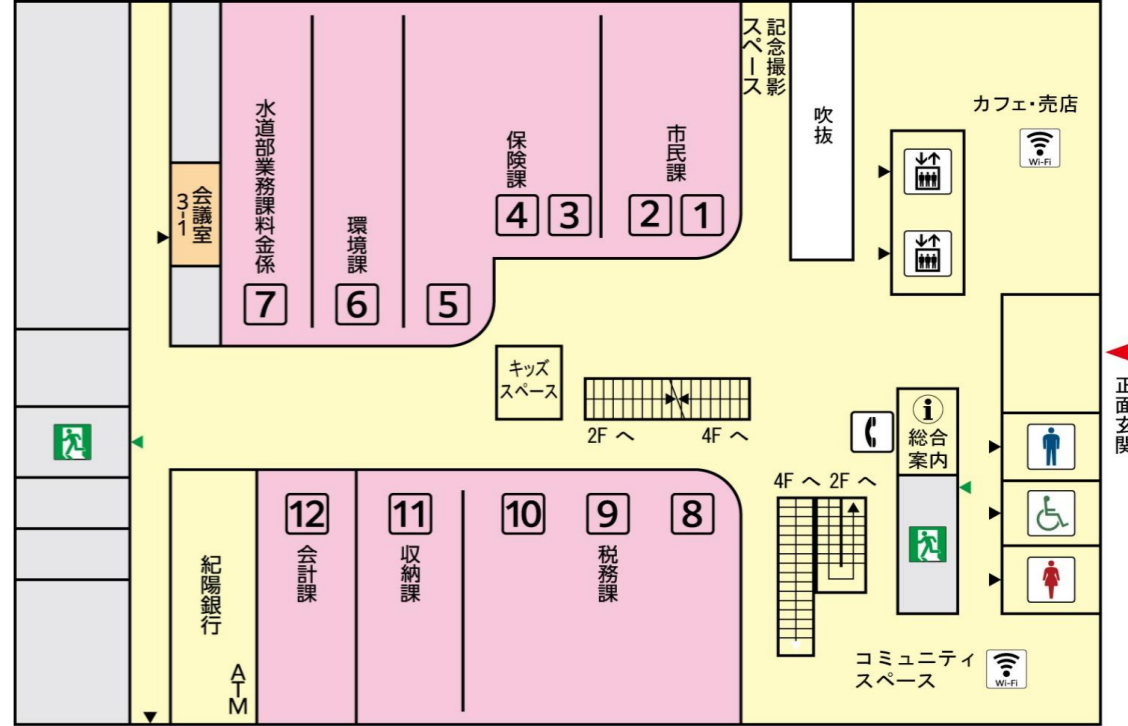 記念撮影
スペース
吹抜
カフェ・売店
Wi-Fi
市民課
1
2
保険課
3
4
5
環境課
6
水道部業務課料金係
7
会議室
3-1
キッズ
スペース
2F へ
4F へ
総合
案内
正面玄関
4F へ 2F へ
8
税務課
9
10
収納課
11
会計課
12
紀陽銀行
ATM
コミュニティ
スペース
Wi-Fi